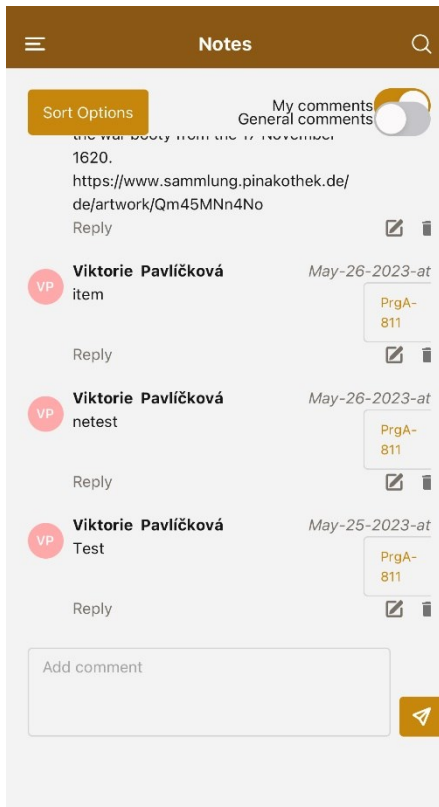 Notes
Sort Options
My comments
General comments
the war booty from the 17 November
1620.
https://www.sammlung.pinakothek.de/
de/artwork/Qm45MNn4No
Reply
VP
Viktorie Pavlíčková
May-26-2023-at
item
PrgA-
811
Reply
VP
Viktorie Pavlíčková
May-26-2023-at
netest
PrgA-
811
Reply
VP
Viktorie Pavlíčková
May-25-2023-at
Test
PrgA-
811
Reply
Add comment